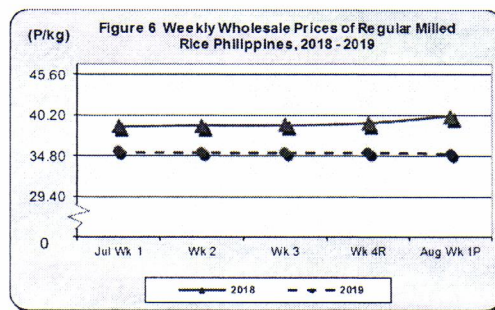 (P/kg)
Figure 6 Weekly Wholesale Prices of Regular Milled
Rice Philippines, 2018 - 2019
45.60
40.20
34.80
29.40
0
Jul Wk 1 Wk 2 Wk 3 Wk 4R Aug Wk 1P
2018 2019